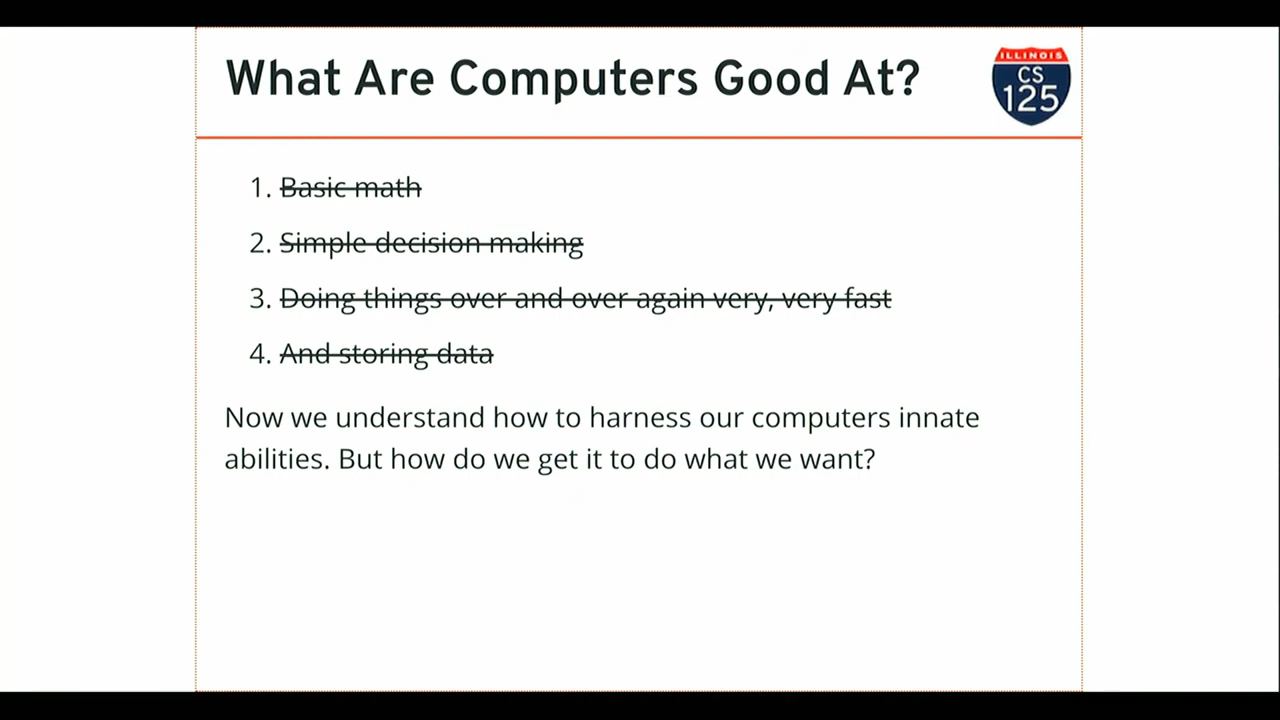 What Are Computers Good At?
ILLINOIS
CS
125
1. Basic math
2. Simple decision making
3. Doing things over and over again very, very fast
4. And storing data
Now we understand how to harness our computers innate
abilities. But how do we get it to do what we want?